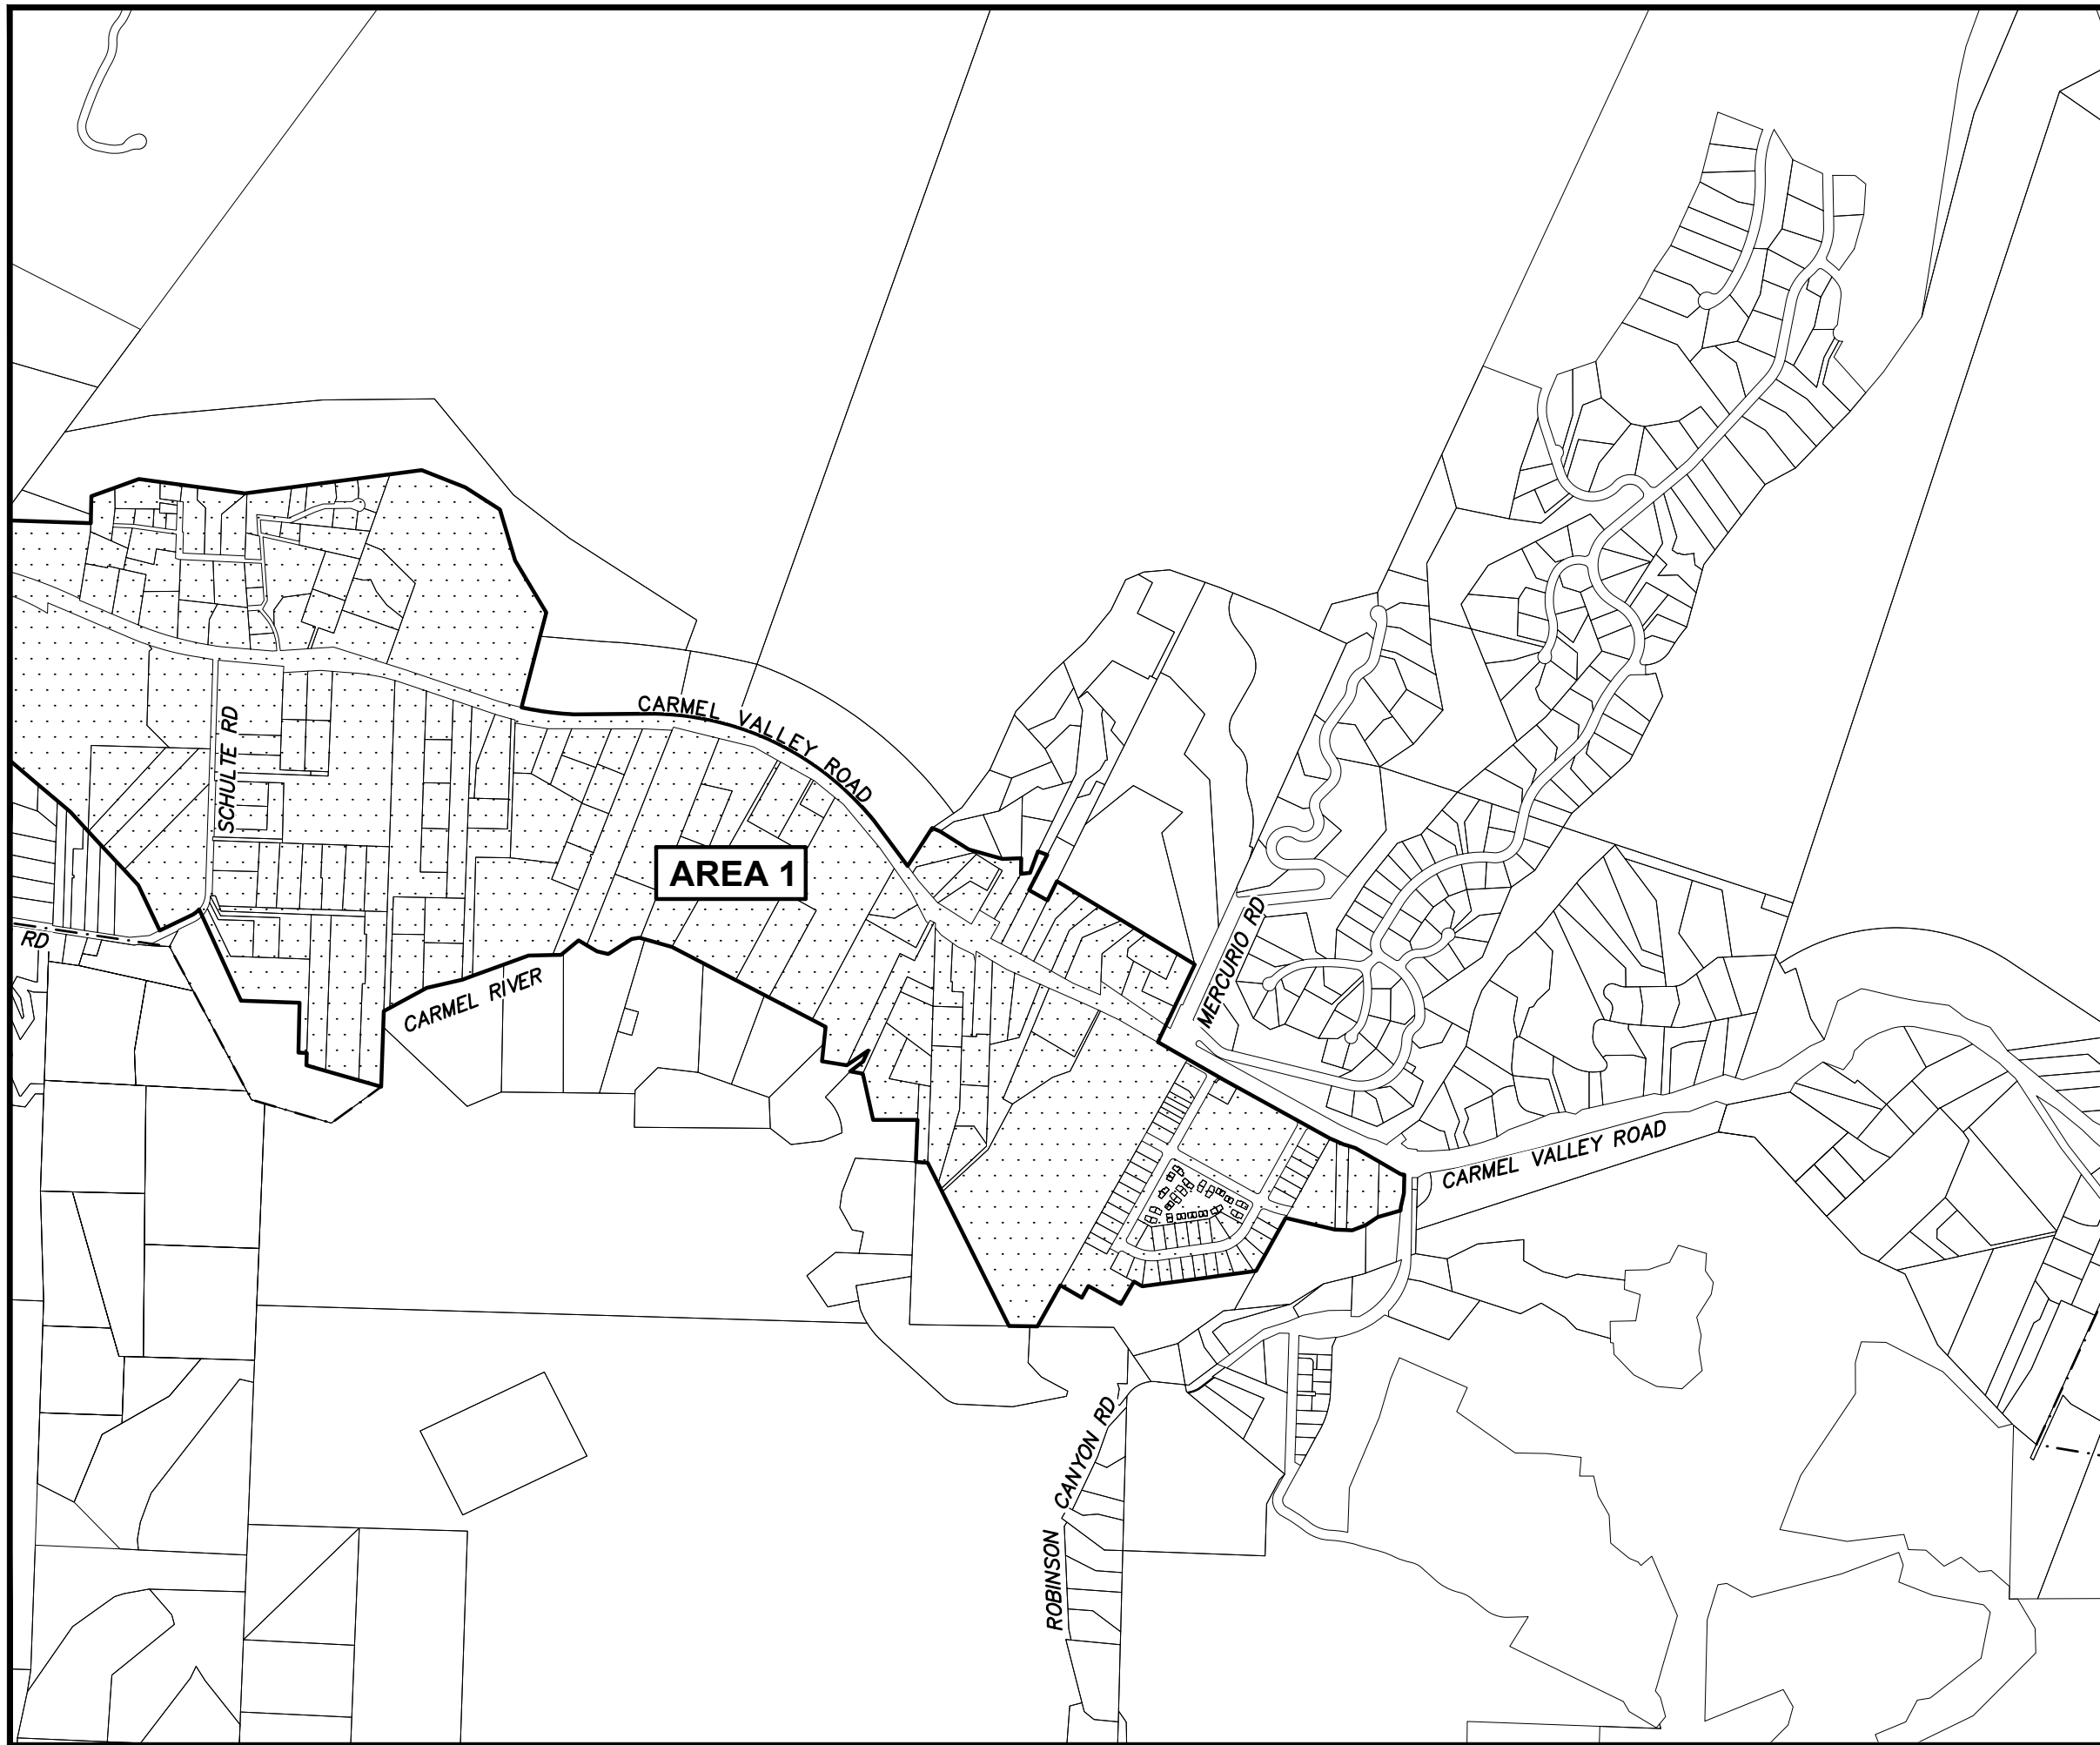 CARMEL VALLEY ROAD
SCHULTE RD
AREA 1
RD
MERCURIO RD
CARMEL RIVER
CARMEL VALLEY ROAD
ROBINSON CANYON RD